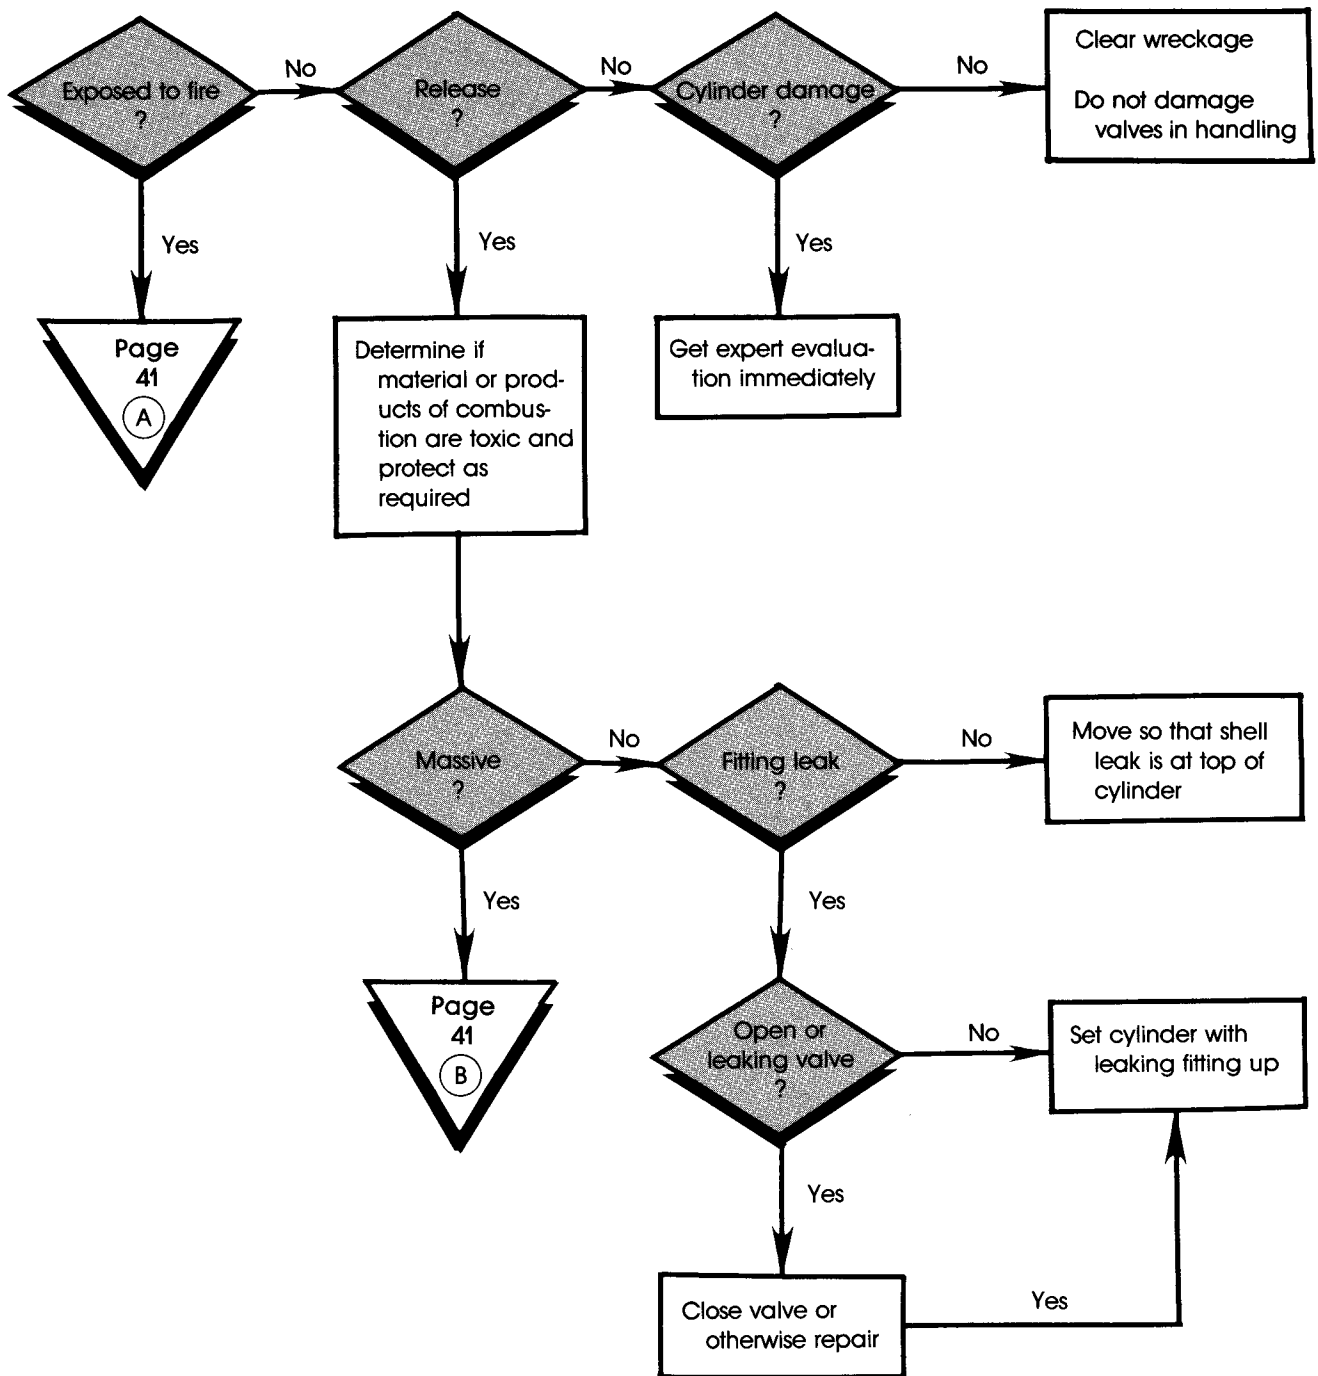 Exposed to fire
?
No
Release
?
No
Cylinder damage
?
No
Clear wreckage
Do not damage
valves in handling
Yes
Yes
Yes
Page
41
A
Determine if
material or prod-
ucts of combus-
tion are toxic and
protect as
required
Get expert evalua-
tion immediately
Massive
?
No
Fitting leak
?
No
Move so that shell
leak is at top of
cylinder
Yes
Yes
Page
41
B
Open or
leaking valve
?
No
Set cylinder with
leaking fitting up
Yes
Close valve or
otherwise repair
Yes